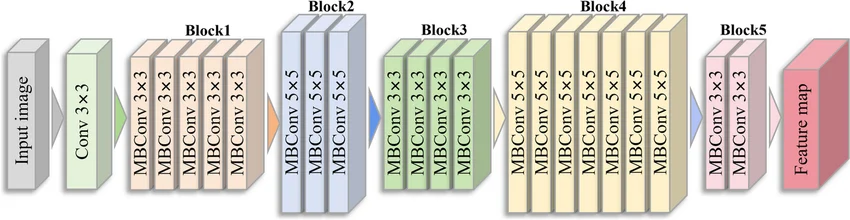 Input image
Conv 3×3
Block1
MBConv 3×3
MBConv 3×3
MBConv 3×3
MBConv 3×3
MBConv 3×3
Block2
MBConv 5×5
MBConv 5×5
MBConv 5×5
Block3
MBConv 3×3
MBConv 3×3
MBConv 3×3
MBConv 3×3
Block4
MBConv 5×5
MBConv 5×5
MBConv 5×5
MBConv 5×5
MBConv 5×5
MBConv 5×5
MBConv 5×5
Block5
MBConv 3×3
MBConv 3×3
Feature map